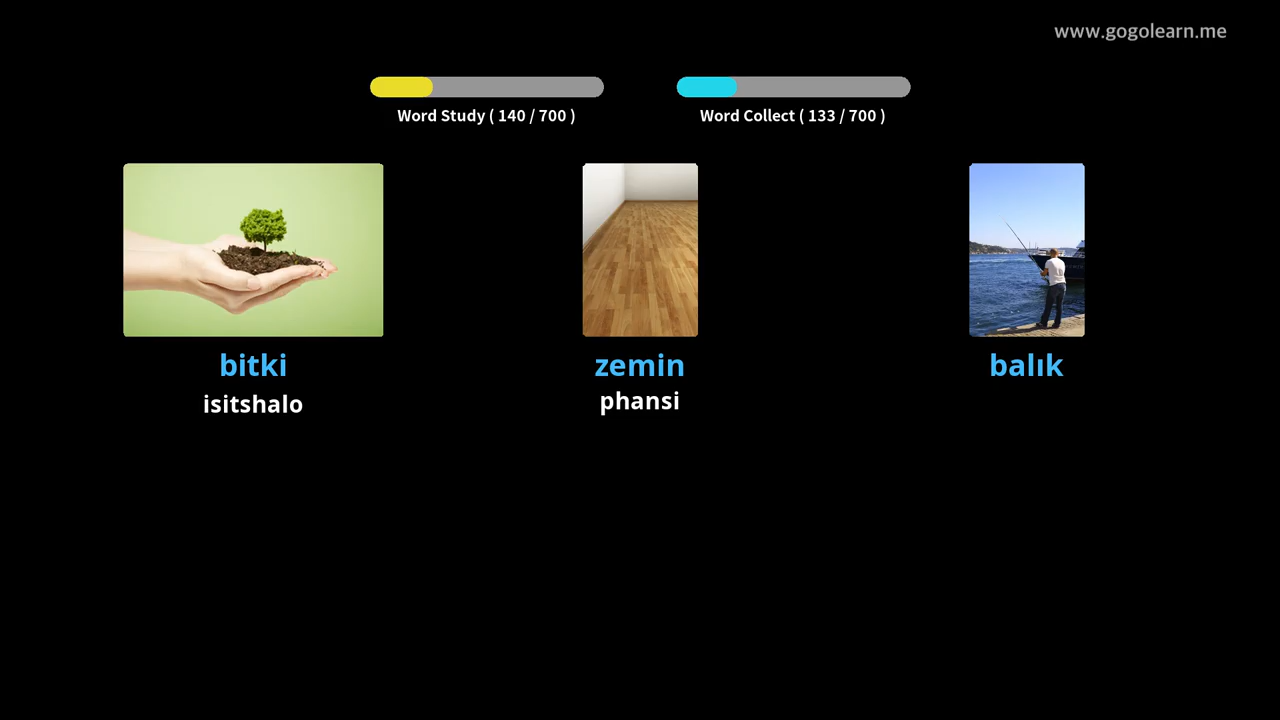 www.gogolearn.me
Word Study ( 140 / 700 )
Word Collect ( 133 / 700 )
bitki
isitshalo
zemin
phansi
balık